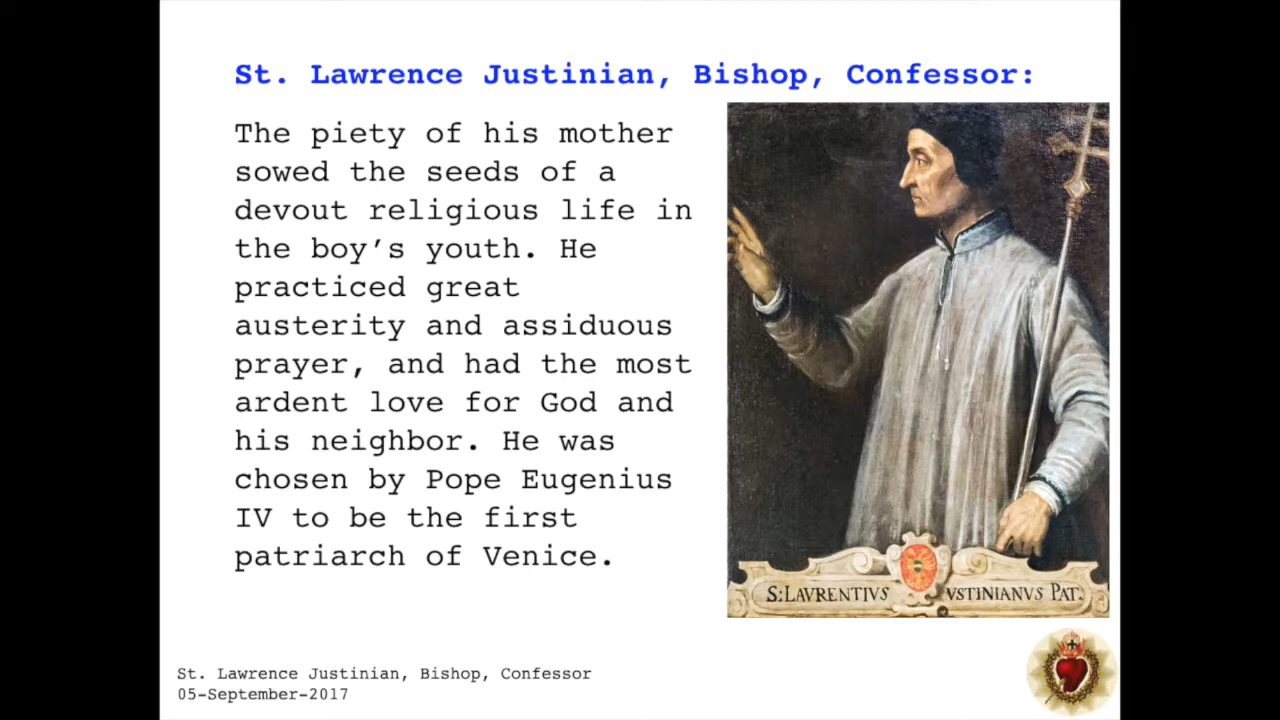 St. Lawrence Justinian, Bishop, Confessor:
The piety of his mother
sowed the seeds of a
devout religious life in
the boy’s youth. He
practiced great
austerity and assiduous
prayer, and had the most
ardent love for God and
his neighbor. He was
chosen by Pope Eugenius
IV to be the first
patriarch of Venice.
S:LAVRENTIVS VSTINIANVS PAT.
St. Lawrence Justinian, Bishop, Confessor
05-September-2017